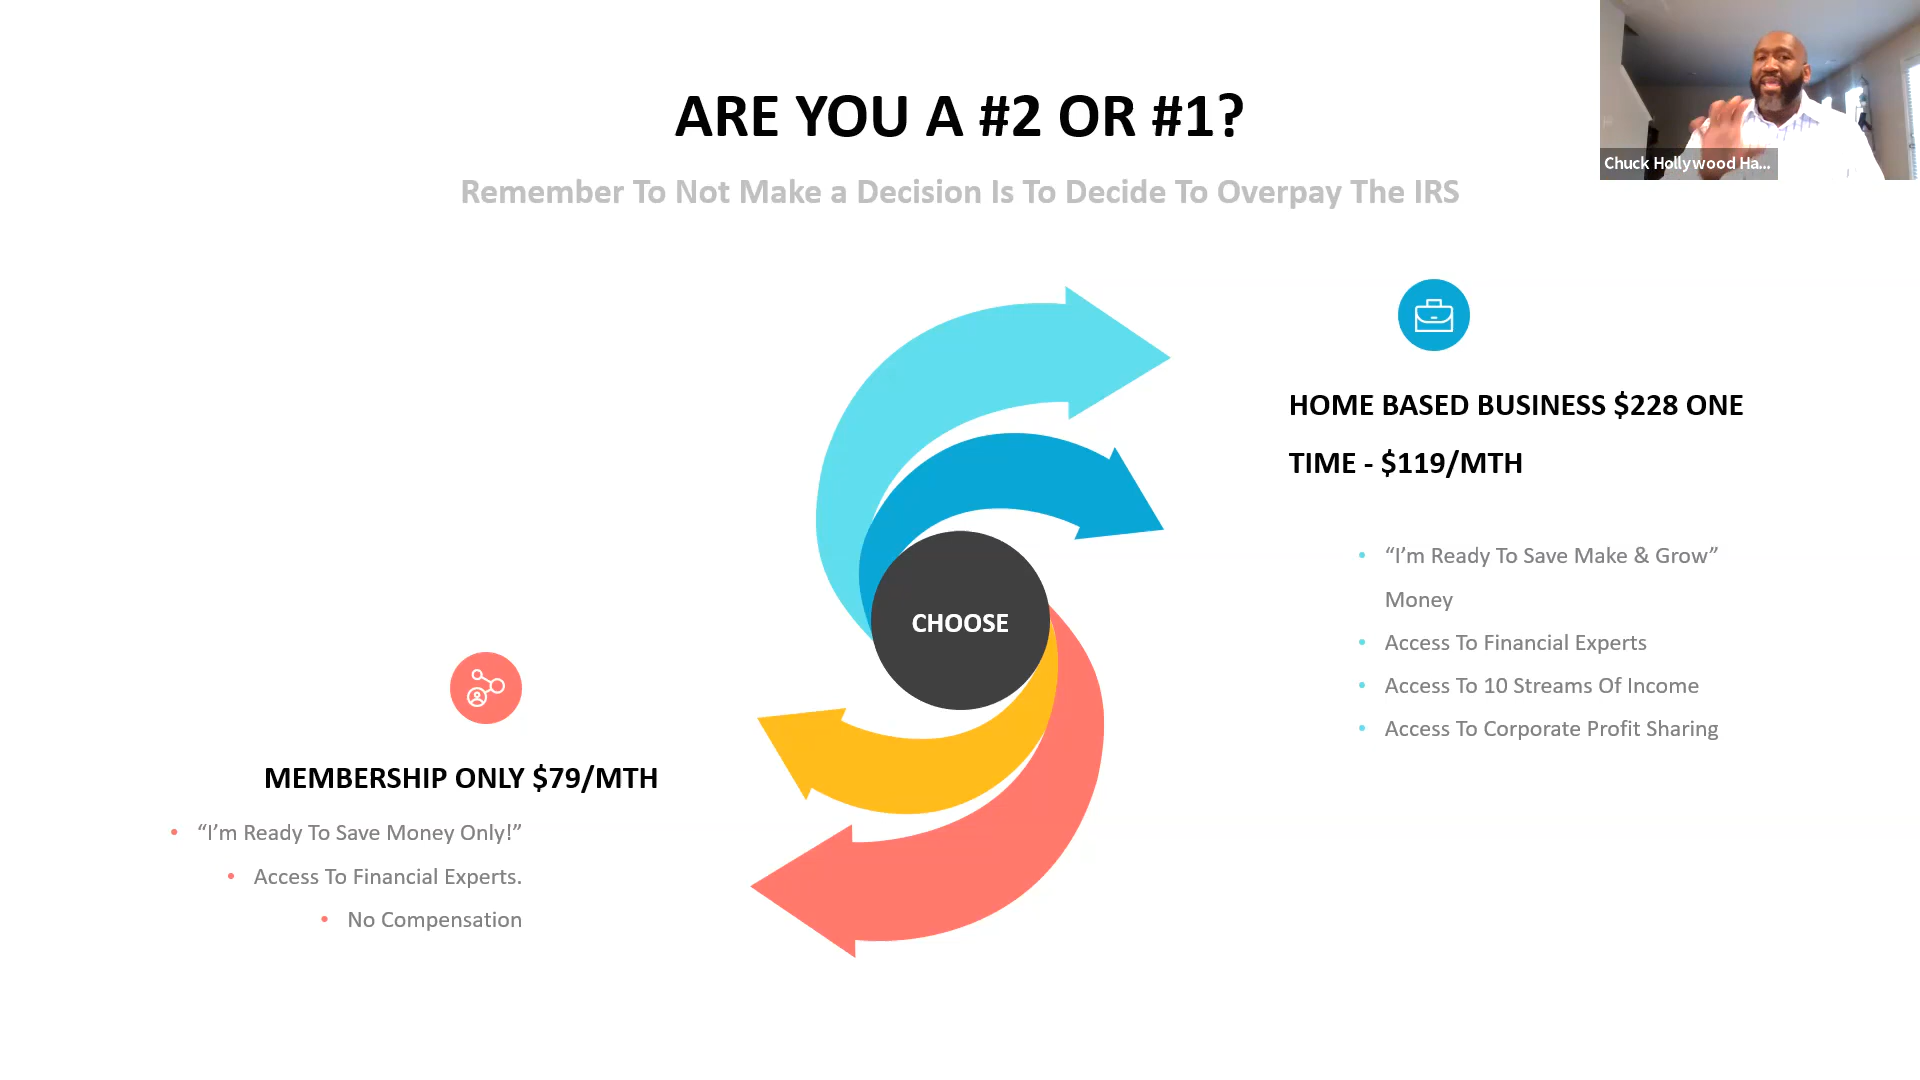 ARE YOU A #2 OR #1?
Remember To Not Make a Decision Is To Decide To Overpay The IRS
Chuck Hollywood Ha...
HOME BASED BUSINESS $228 ONE
TIME - $119/MTH
• “I’m Ready To Save Make & Grow”
Money
• Access To Financial Experts
• Access To 10 Streams Of Income
• Access To Corporate Profit Sharing
CHOOSE
MEMBERSHIP ONLY $79/MTH
• “I’m Ready To Save Money Only!”
• Access To Financial Experts.
• No Compensation